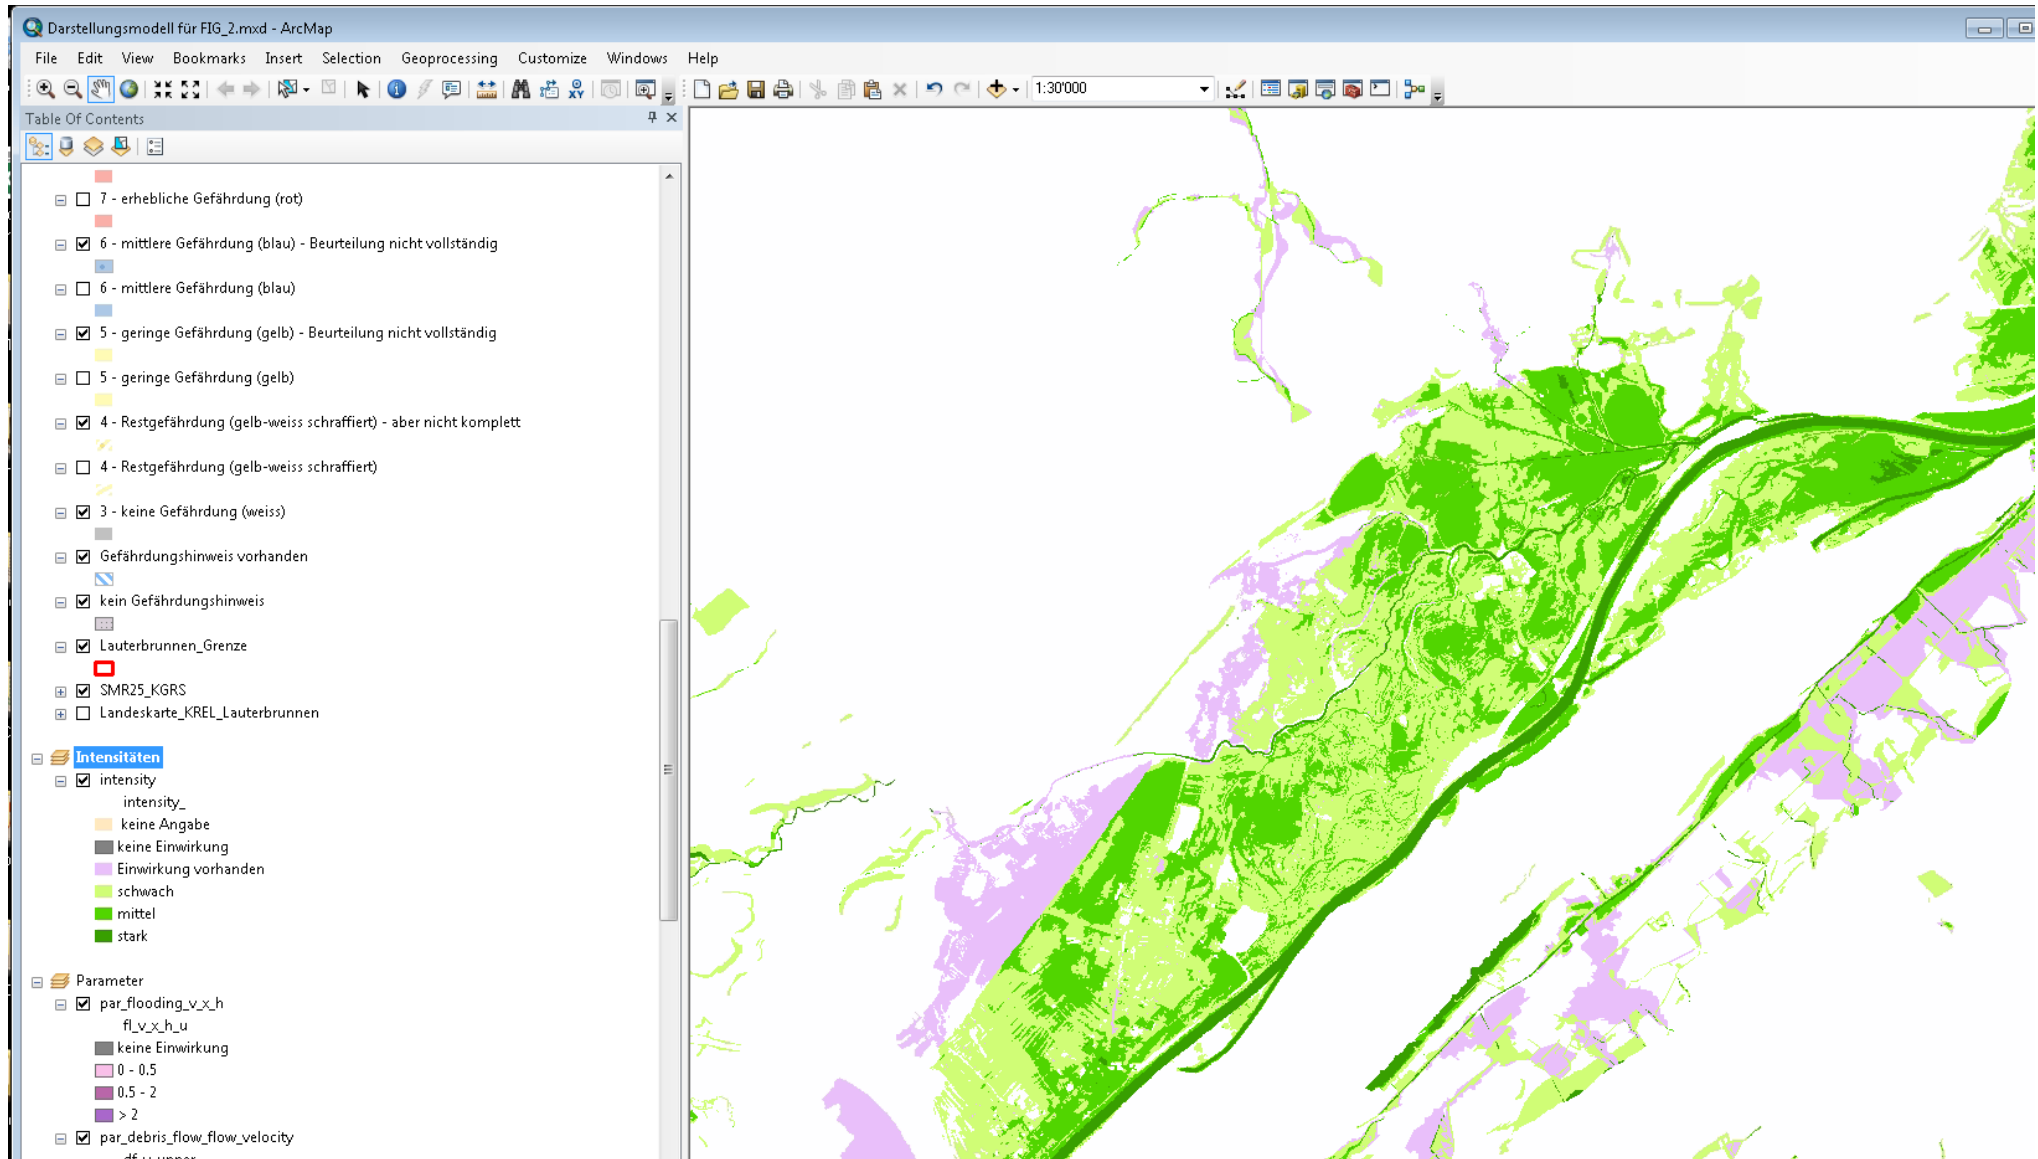 Darstellungsmodell für FIG_2.mxd - ArcMap
File Edit View Bookmarks Insert Selection Geoprocessing Customize Windows Help
XY
1:30'000
Table Of Contents
7 - erhebliche Gefährdung (rot)
6 - mittlere Gefährdung (blau) - Beurteilung nicht vollständig
6 - mittlere Gefährdung (blau)
5 - geringe Gefährdung (gelb) - Beurteilung nicht vollständig
5 - geringe Gefährdung (gelb)
4 - Restgefährdung (gelb-weiss schraffiert) - aber nicht komplett
4 - Restgefährdung (gelb-weiss schraffiert)
3 - keine Gefährdung (weiss)
Gefährdungshinweis vorhanden
kein Gefährdungshinweis
Lauterbrunnen_Grenze
SMR25_KGRS
Landeskarte_KREL_Lauterbrunnen
Intensitäten
intensity
intensity_
keine Angabe
keine Einwirkung
Einwirkung vorhanden
schwach
mittel
stark
Parameter
par_flooding_v_x_h
fl_v_x_h_u
keine Einwirkung
0 - 0.5
0.5 - 2
> 2
par_debris_flow_flow_velocity